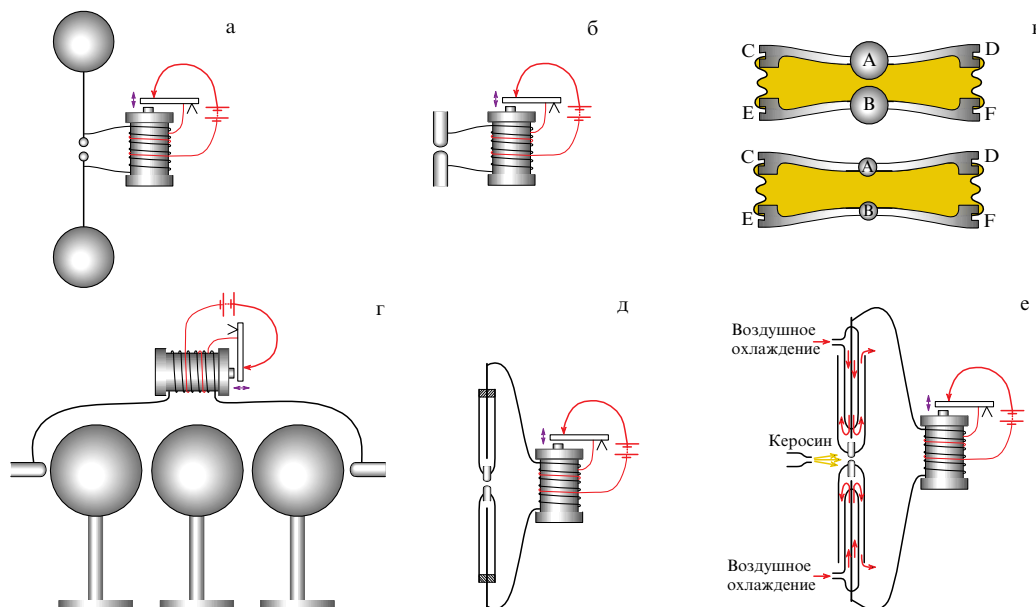 а
б
C
D
A
B
E
F
C
D
A
B
E
F
г
д
е
Воздушное
охлаждение
Керосин
Воздушное
охлаждение